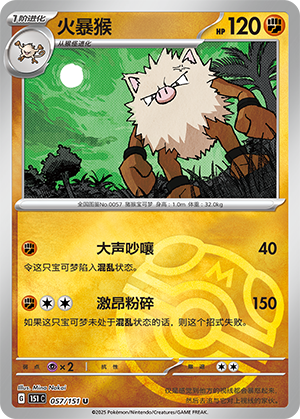 1阶进化
火暴猴
HP 120
从猴怪进化
全国图鉴No.0057 猪猴宝可梦 身高：1.0m 体重：32.0kg
大声吵嚷 40
令这只宝可梦陷入混乱状态。
激昂粉碎 150
如果这只宝可梦未处于混乱状态的话，则这个招式失败。
弱点 ×2 抵抗力 撤退
Illus. Mina Nakai
G 151 C 057/151 U
M
©2025 Pokémon/Nintendo/Creatures/GAME FREAK.